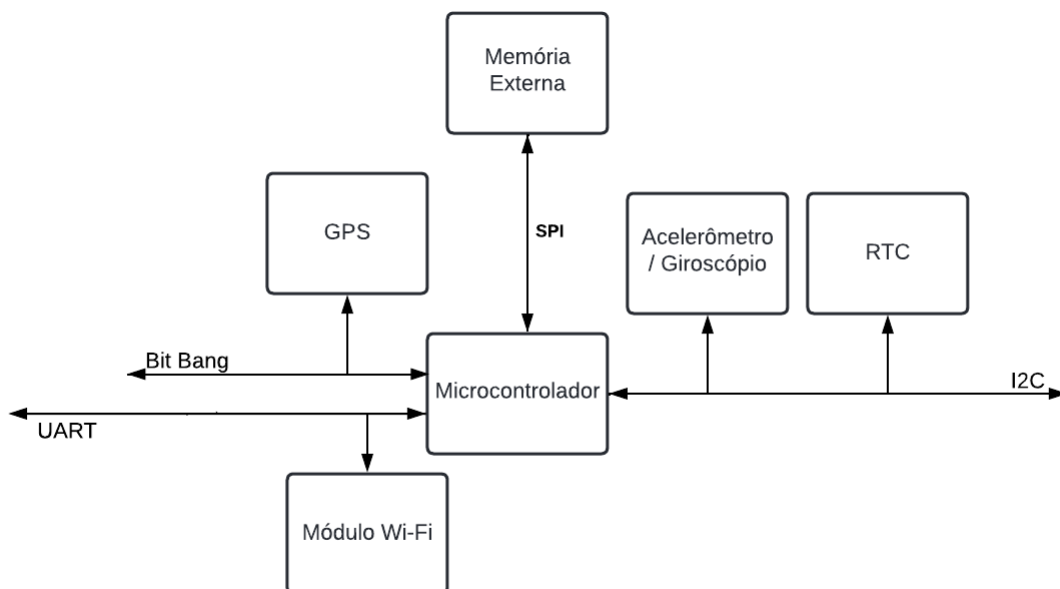 Memória
Externa
GPS
SPI
Acelerômetro
/ Giroscópio
RTC
Bit Bang
Microcontrolador
I2C
UART
Módulo Wi-Fi